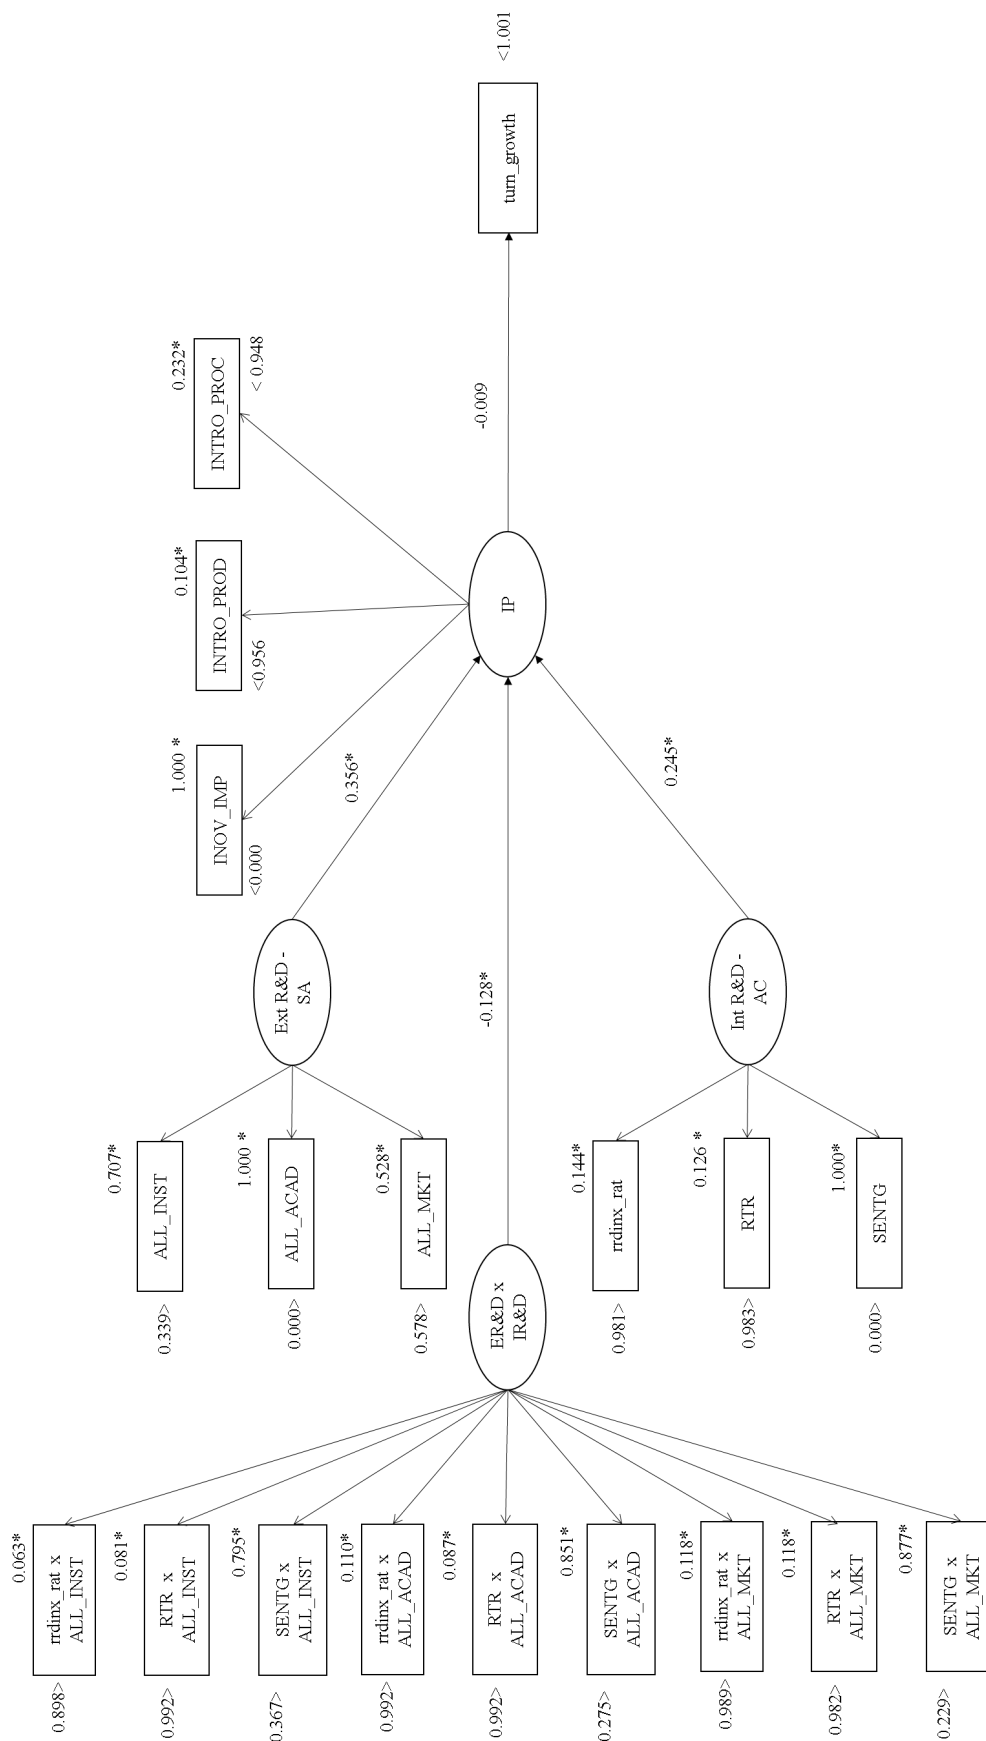 0.898>
rrdinx_rat x
ALL_INST
0.063*
0.992>
RTR x
ALL_INST
0.081*
0.367>
SENTG x
ALL_INST
0.795*
0.992>
rrdinx_rat x
ALL_ACAD
0.110*
0.992>
RTR x
ALL_ACAD
0.087*
0.275>
SENTG x
ALL_ACAD
0.851*
0.989>
rrdinx_rat x
ALL_MKT
0.118*
0.982>
RTR x
ALL_MKT
0.118*
0.229>
SENTG x
ALL_MKT
0.877*
ER&D x
IR&D
-0.128*
0.339>
ALL_INST
0.707*
0.000>
ALL_ACAD
1.000 *
0.578>
ALL_MKT
0.528*
Ext R&D -
SA
0.356*
0.981>
rrdinx_rat
0.144*
0.983>
RTR
0.126 *
0.000>
SENTG
1.000*
Int R&D -
AC
0.245*
1.000 *
INOV_IMP
<0.000
0.104*
INTRO_PROD
<0.956
0.232*
INTRO_PROC
< 0.948
IP
-0.009
turn_growth
<1.001